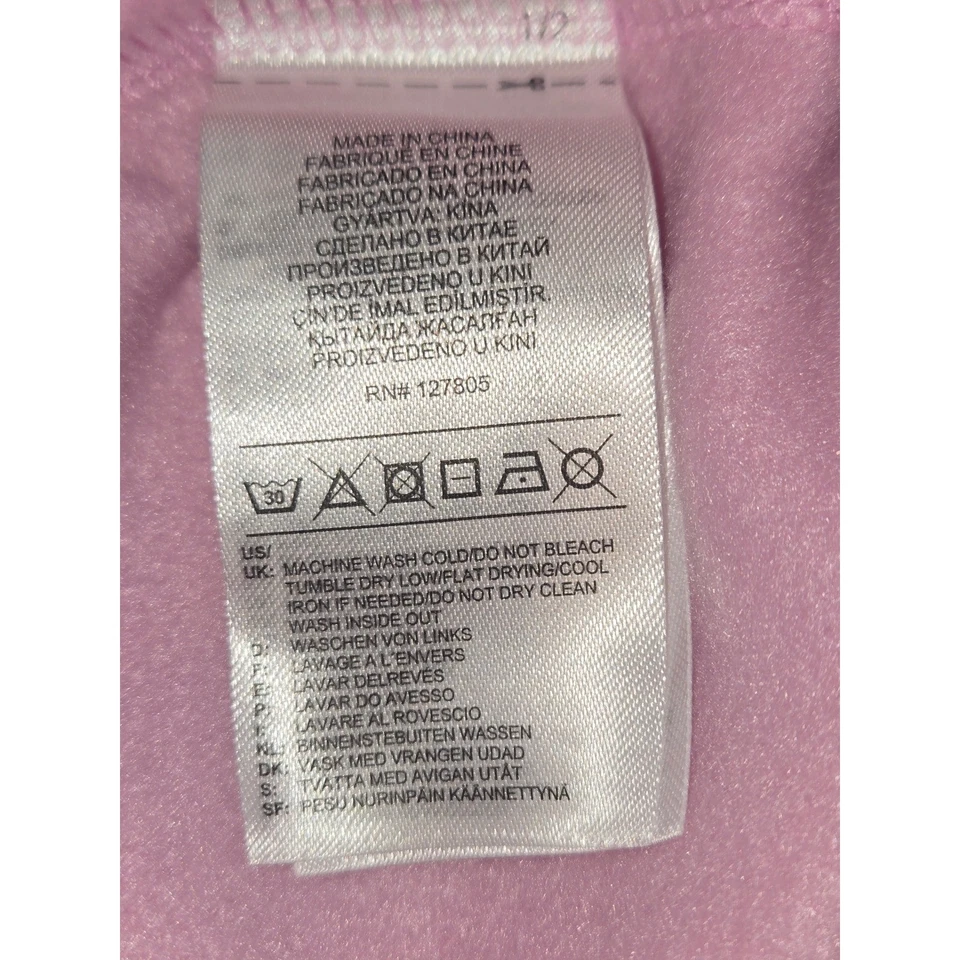 MADE IN CHINA
FABRIQUÉ EN CHINE
FABRICADO EN CHINA
FABRICADO NA CHINA
GYÁRTVA: KÍNA
СДЕЛАНО В КИТАЕ
ПРОИЗВЕДЕНО В КИТАЙ
PROIZVEDENO U KINI
ÇİN'DE İMAL EDİLMİŞTİR.
ҚЫТАЙДА ЖАСАЛҒАН
PROIZVEDENO U KINI
RN# 127805
30
US/
UK: MACHINE WASH COLD/DO NOT BLEACH
TUMBLE DRY LOW/FLAT DRYING/COOL
IRON IF NEEDED/DO NOT DRY CLEAN
WASH INSIDE OUT
D: WASCHEN VON LINKS
F: LAVAGE A L'ENVERS
E: LAVAR DELREVÉS
P: LAVAR DO AVESSO
LAVARE AL ROVESCIO
NL: BINNENSTEBUITEN WASSEN
DK: VASK MED VRANGEN UDAD
S: TVÄTTA MED AVIGAN UTÅT
SF: PESU NURINPÄIN KÄÄNNETTYNÄ